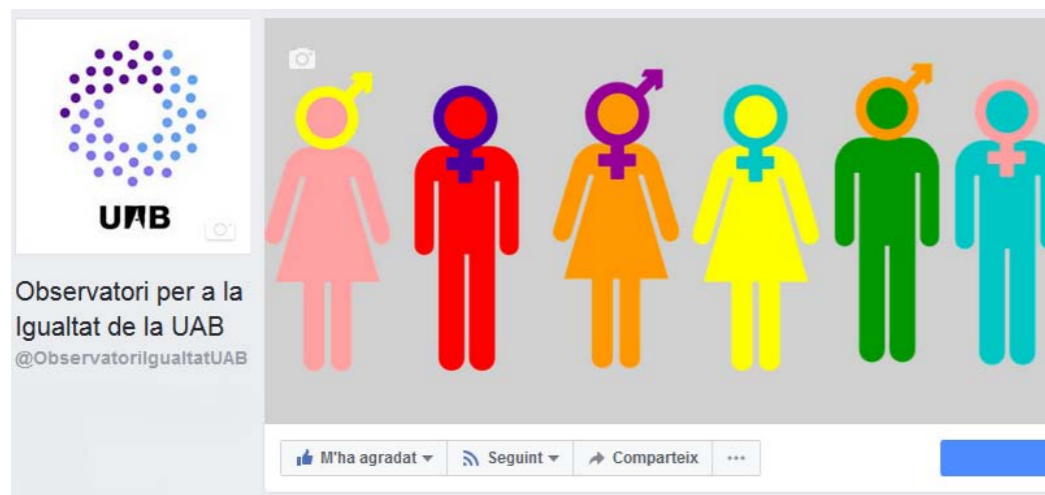 UAB
Observatori per a la
Igualtat de la UAB
@ObservatoriIgualtatUAB
M'ha agradat
Seguint
Comparteix